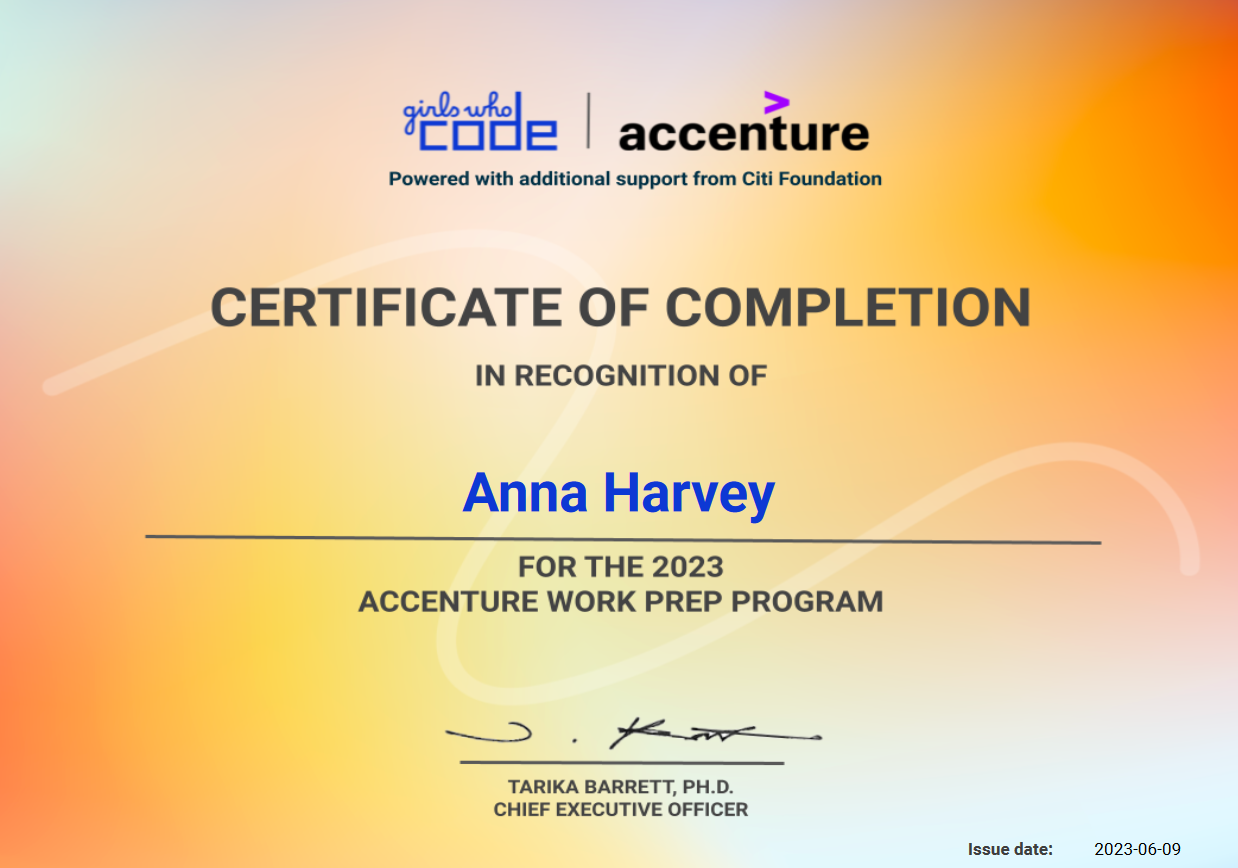 girls who
code
accenture
Powered with additional support from Citi Foundation
CERTIFICATE OF COMPLETION
IN RECOGNITION OF
Anna Harvey
FOR THE 2023
ACCENTURE WORK PREP PROGRAM
TARIKA BARRETT, PH.D.
CHIEF EXECUTIVE OFFICER
Issue date: 2023-06-09